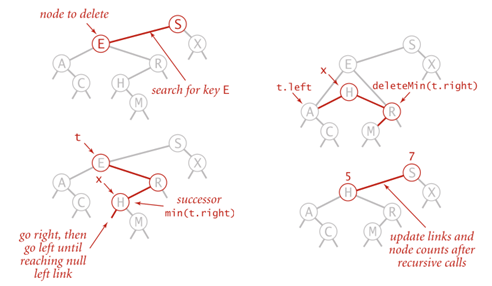 node to delete
S
E
X
A
R
C
H
M
search for key E
t
S
E
X
x
A
R
H
C
M
successor
min(t.right)
go right, then
go left until
reaching null
left link
S
E
X
x
deleteMin(t.right)
t.left
H
A
R
C
M
7
5
S
H
X
A
R
C
M
update links and
node counts after
recursive calls